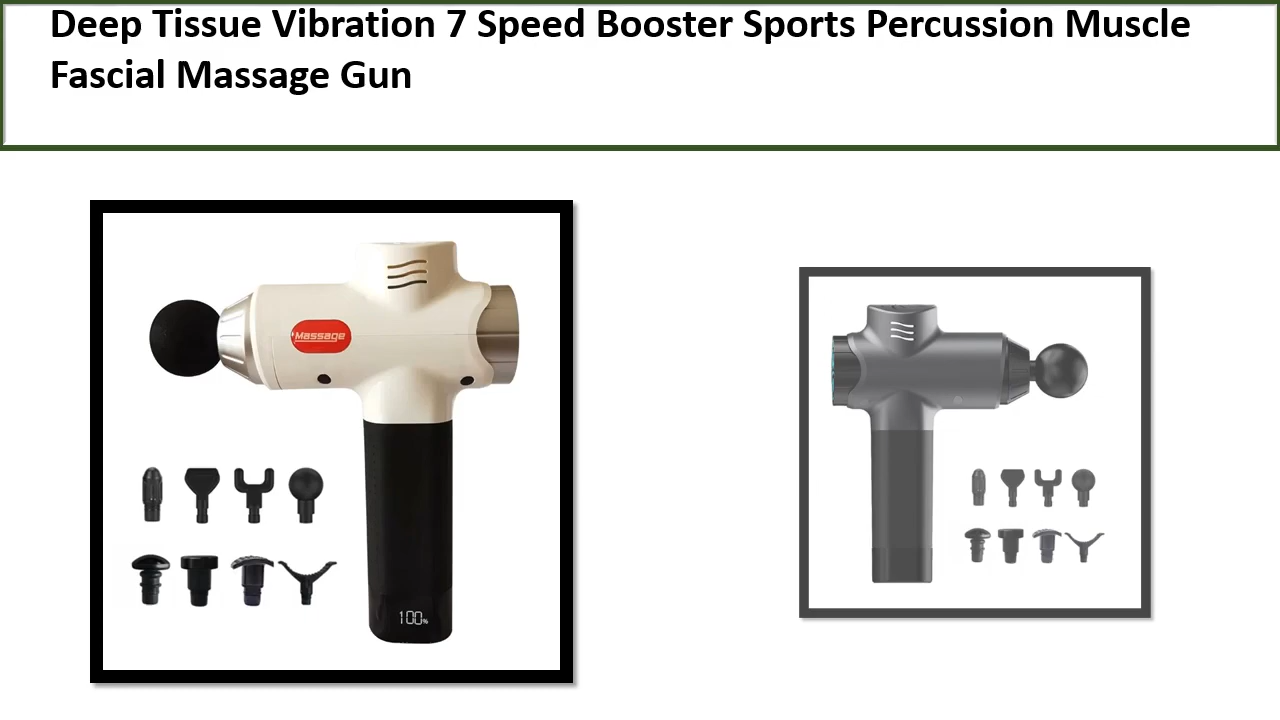 Deep Tissue Vibration 7 Speed Booster Sports Percussion Muscle
Fascial Massage Gun
Massage
100%